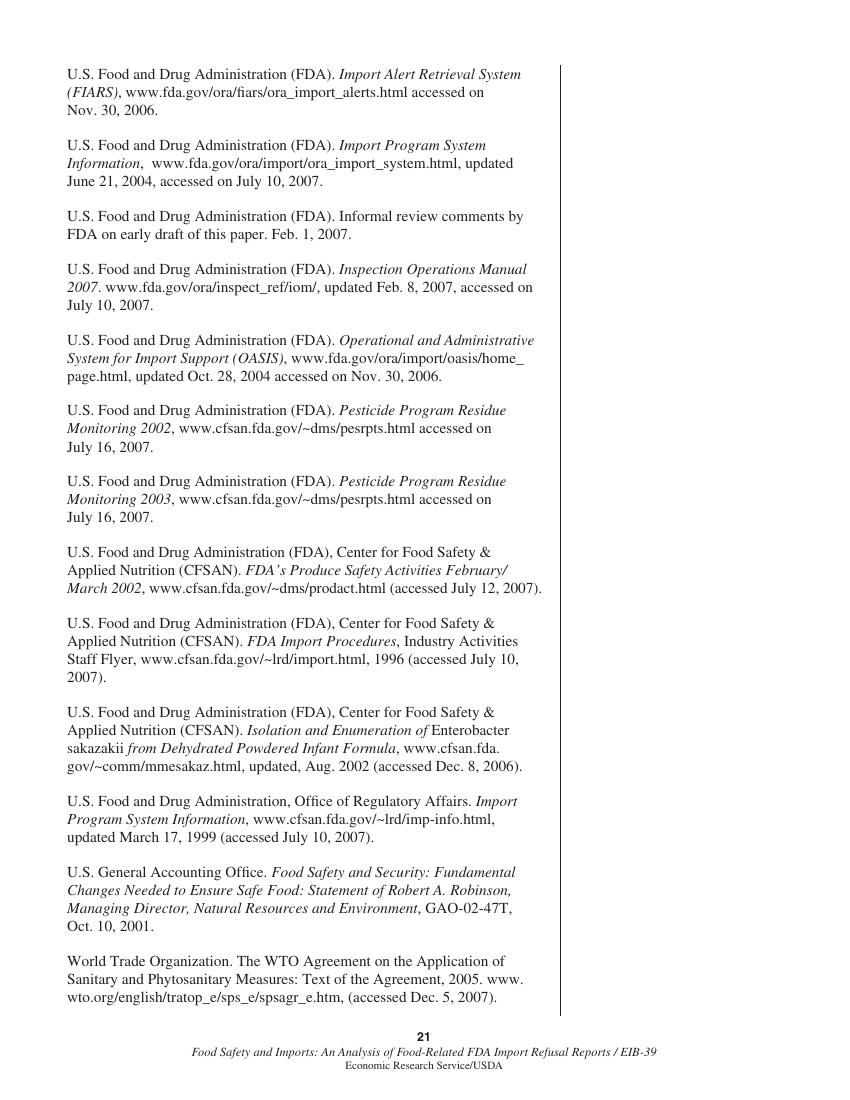 U.S. Food and Drug Administration (FDA). Import Alert Retrieval System
(FIARS), www.fda.gov/ora/fiars/ora_import_alerts.html accessed on
Nov. 30, 2006.
U.S. Food and Drug Administration (FDA). Import Program System
Information,  www.fda.gov/ora/import/ora_import_system.html, updated
June 21, 2004, accessed on July 10, 2007.
U.S. Food and Drug Administration (FDA). Informal review comments by
FDA on early draft of this paper. Feb. 1, 2007.
U.S. Food and Drug Administration (FDA). Inspection Operations Manual
2007. www.fda.gov/ora/inspect_ref/iom/, updated Feb. 8, 2007, accessed on
July 10, 2007.
U.S. Food and Drug Administration (FDA). Operational and Administrative
System for Import Support (OASIS), www.fda.gov/ora/import/oasis/home_
page.html, updated Oct. 28, 2004 accessed on Nov. 30, 2006.
U.S. Food and Drug Administration (FDA). Pesticide Program Residue
Monitoring 2002, www.cfsan.fda.gov/~dms/pesrpts.html accessed on
July 16, 2007.
U.S. Food and Drug Administration (FDA). Pesticide Program Residue
Monitoring 2003, www.cfsan.fda.gov/~dms/pesrpts.html accessed on
July 16, 2007.
U.S. Food and Drug Administration (FDA), Center for Food Safety &
Applied Nutrition (CFSAN). FDA's Produce Safety Activities February/
March 2002, www.cfsan.fda.gov/~dms/prodact.html (accessed July 12, 2007).
U.S. Food and Drug Administration (FDA), Center for Food Safety &
Applied Nutrition (CFSAN). FDA Import Procedures, Industry Activities
Staff Flyer, www.cfsan.fda.gov/~lrd/import.html, 1996 (accessed July 10,
2007).
U.S. Food and Drug Administration (FDA), Center for Food Safety &
Applied Nutrition (CFSAN). Isolation and Enumeration of Enterobacter
sakazakii from Dehydrated Powdered Infant Formula, www.cfsan.fda.
gov/~comm/mmesakaz.html, updated, Aug. 2002 (accessed Dec. 8, 2006).
U.S. Food and Drug Administration, Office of Regulatory Affairs. Import
Program System Information, www.cfsan.fda.gov/~lrd/imp-info.html,
updated March 17, 1999 (accessed July 10, 2007).
U.S. General Accounting Office. Food Safety and Security: Fundamental
Changes Needed to Ensure Safe Food: Statement of Robert A. Robinson,
Managing Director, Natural Resources and Environment, GAO-02-47T,
Oct. 10, 2001.
World Trade Organization. The WTO Agreement on the Application of
Sanitary and Phytosanitary Measures: Text of the Agreement, 2005. www.
wto.org/english/tratop_e/sps_e/spsagr_e.htm, (accessed Dec. 5, 2007).
21
Food Safety and Imports: An Analysis of Food-Related FDA Import Refusal Reports / EIB-39
Economic Research Service/USDA